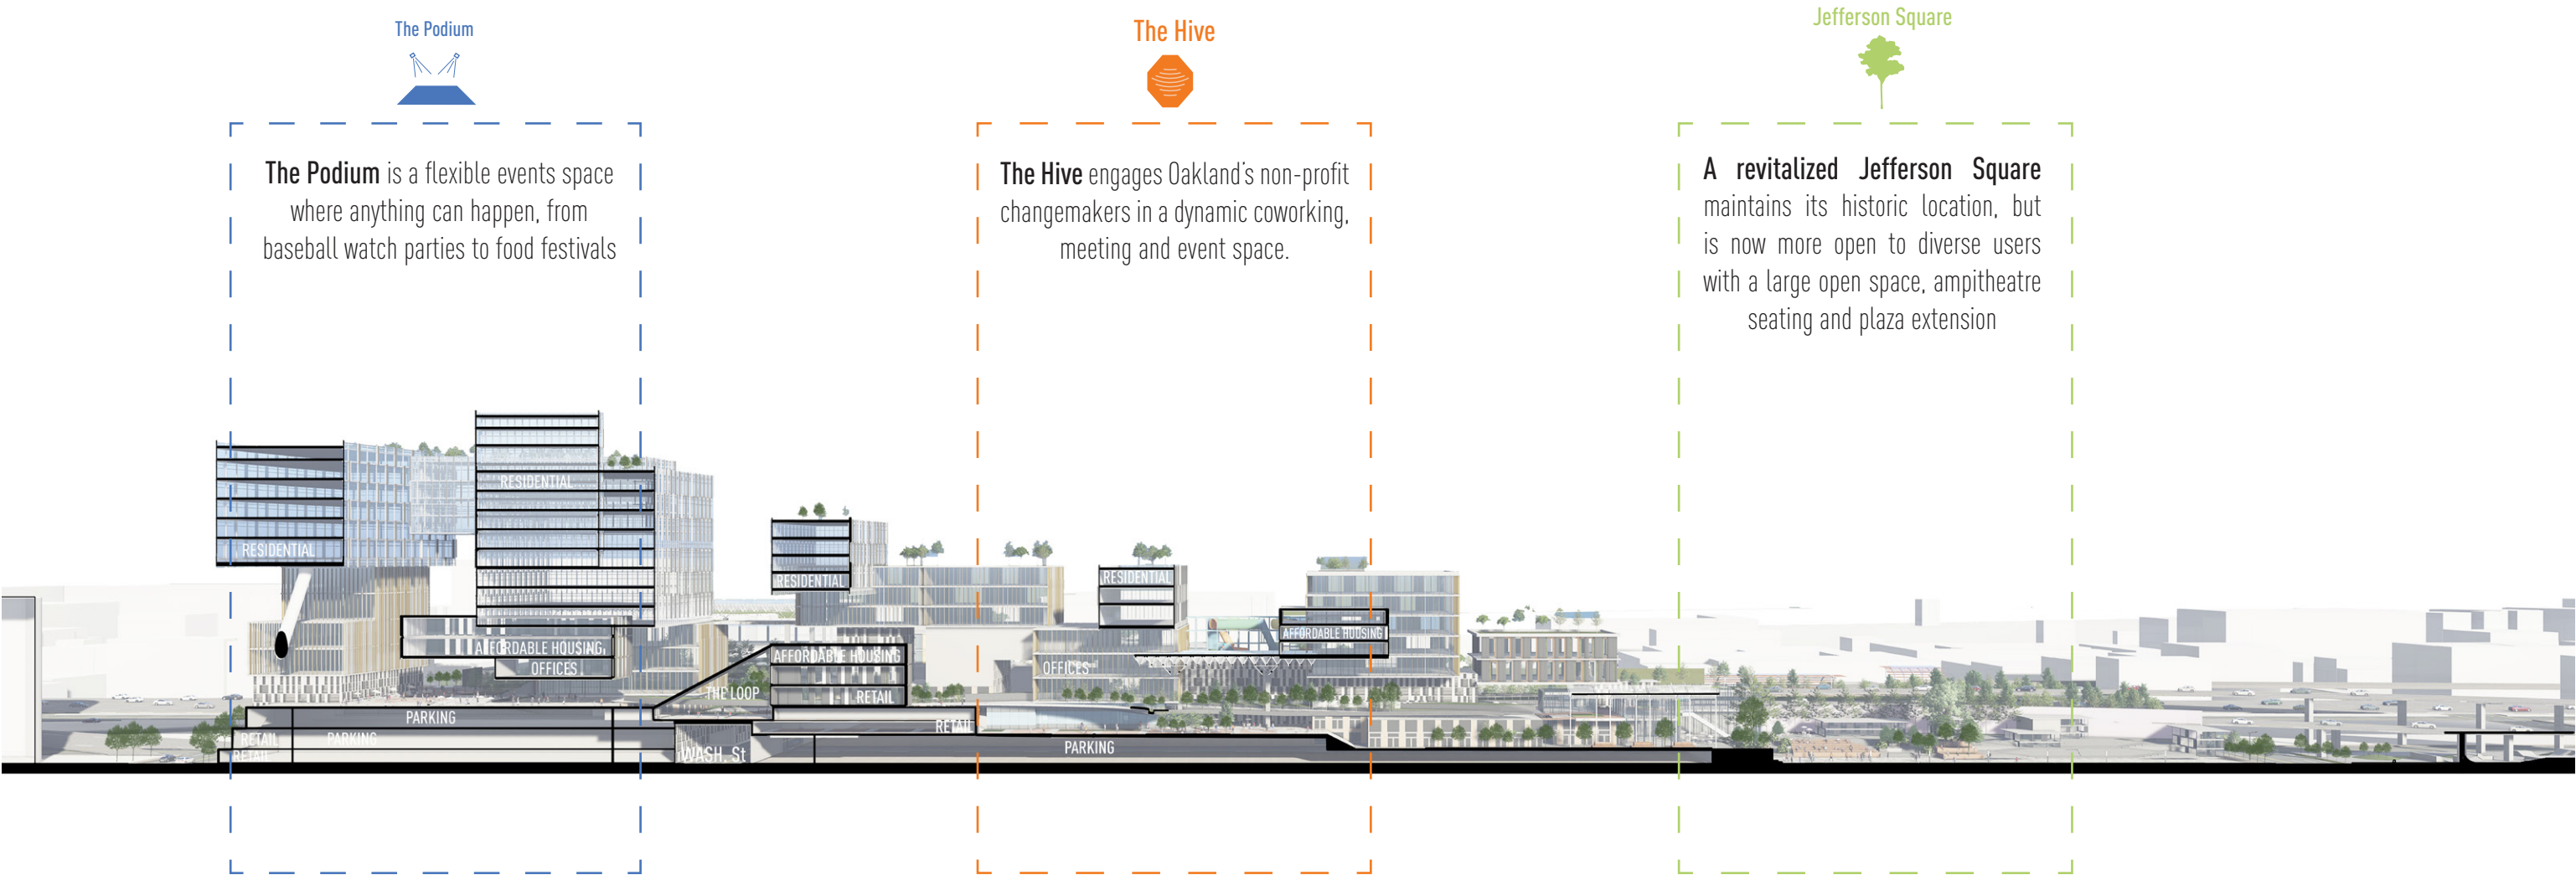 The Podium
The Hive
Jefferson Square
The Podium is a flexible events space
where anything can happen, from
baseball watch parties to food festivals
The Hive engages Oakland's non-profit
changemakers in a dynamic coworking,
meeting and event space.
A revitalized Jefferson Square
maintains its historic location, but
is now more open to diverse users
with a large open space, ampitheatre
seating and plaza extension
RESIDENTIAL
RESIDENTIAL
RESIDENTIAL
RESIDENTIAL
AFFORDABLE HOUSING,
OFFICES
AFFORDABLE HOUSING
AFFORDABLE HOUSING
OFFICES
THE LOOP
RETAIL
PARKING
RETAIL
RETAIL
PARKING
RETAIL
WASH. St
PARKING